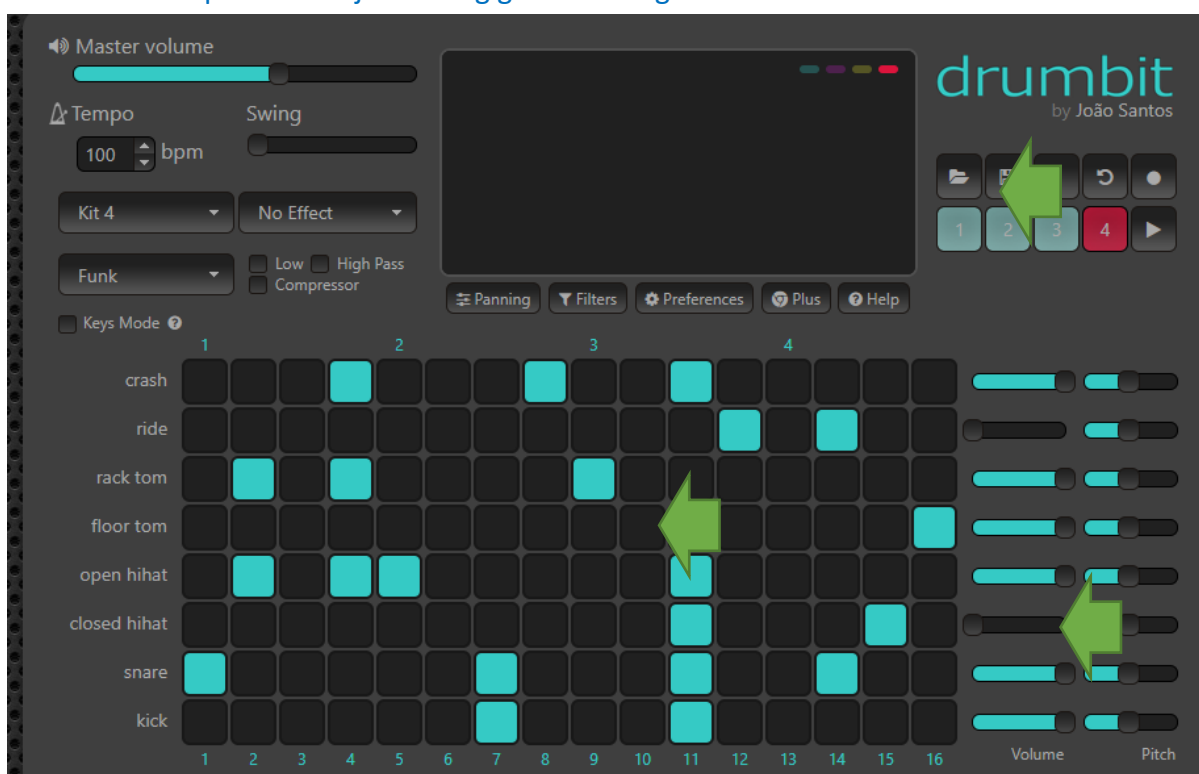 Master volume
drumbit
by João Santos
Tempo
Swing
100 bpm
Kit 4
No Effect
1 2 3 4
Funk
Low High Pass
Compressor
Panning Filters Preferences Plus Help
Keys Mode
1 2 3 4
crash
ride
rack tom
floor tom
open hihat
closed hihat
snare
kick
1 2 3 4 5 6 7 8 9 10 11 12 13 14 15 16
Volume Pitch